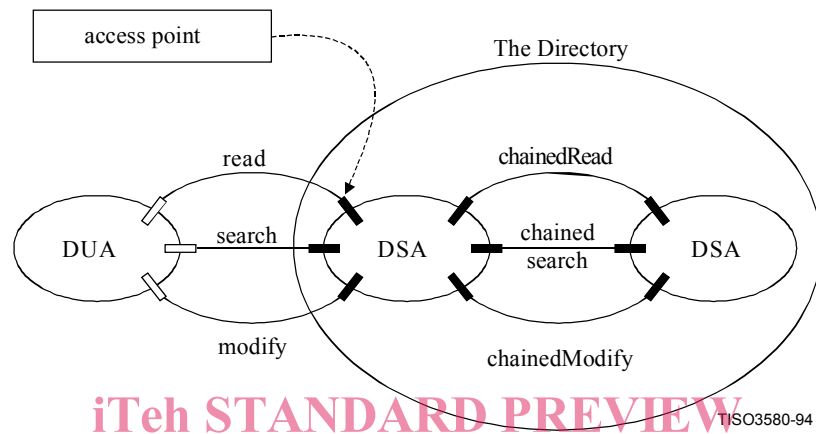 access point
The Directory
read
chainedRead
DUA
search
DSA
chained
search
DSA
modify
chainedModify
iTeh STANDARD PREVIEW
TISO3580-94